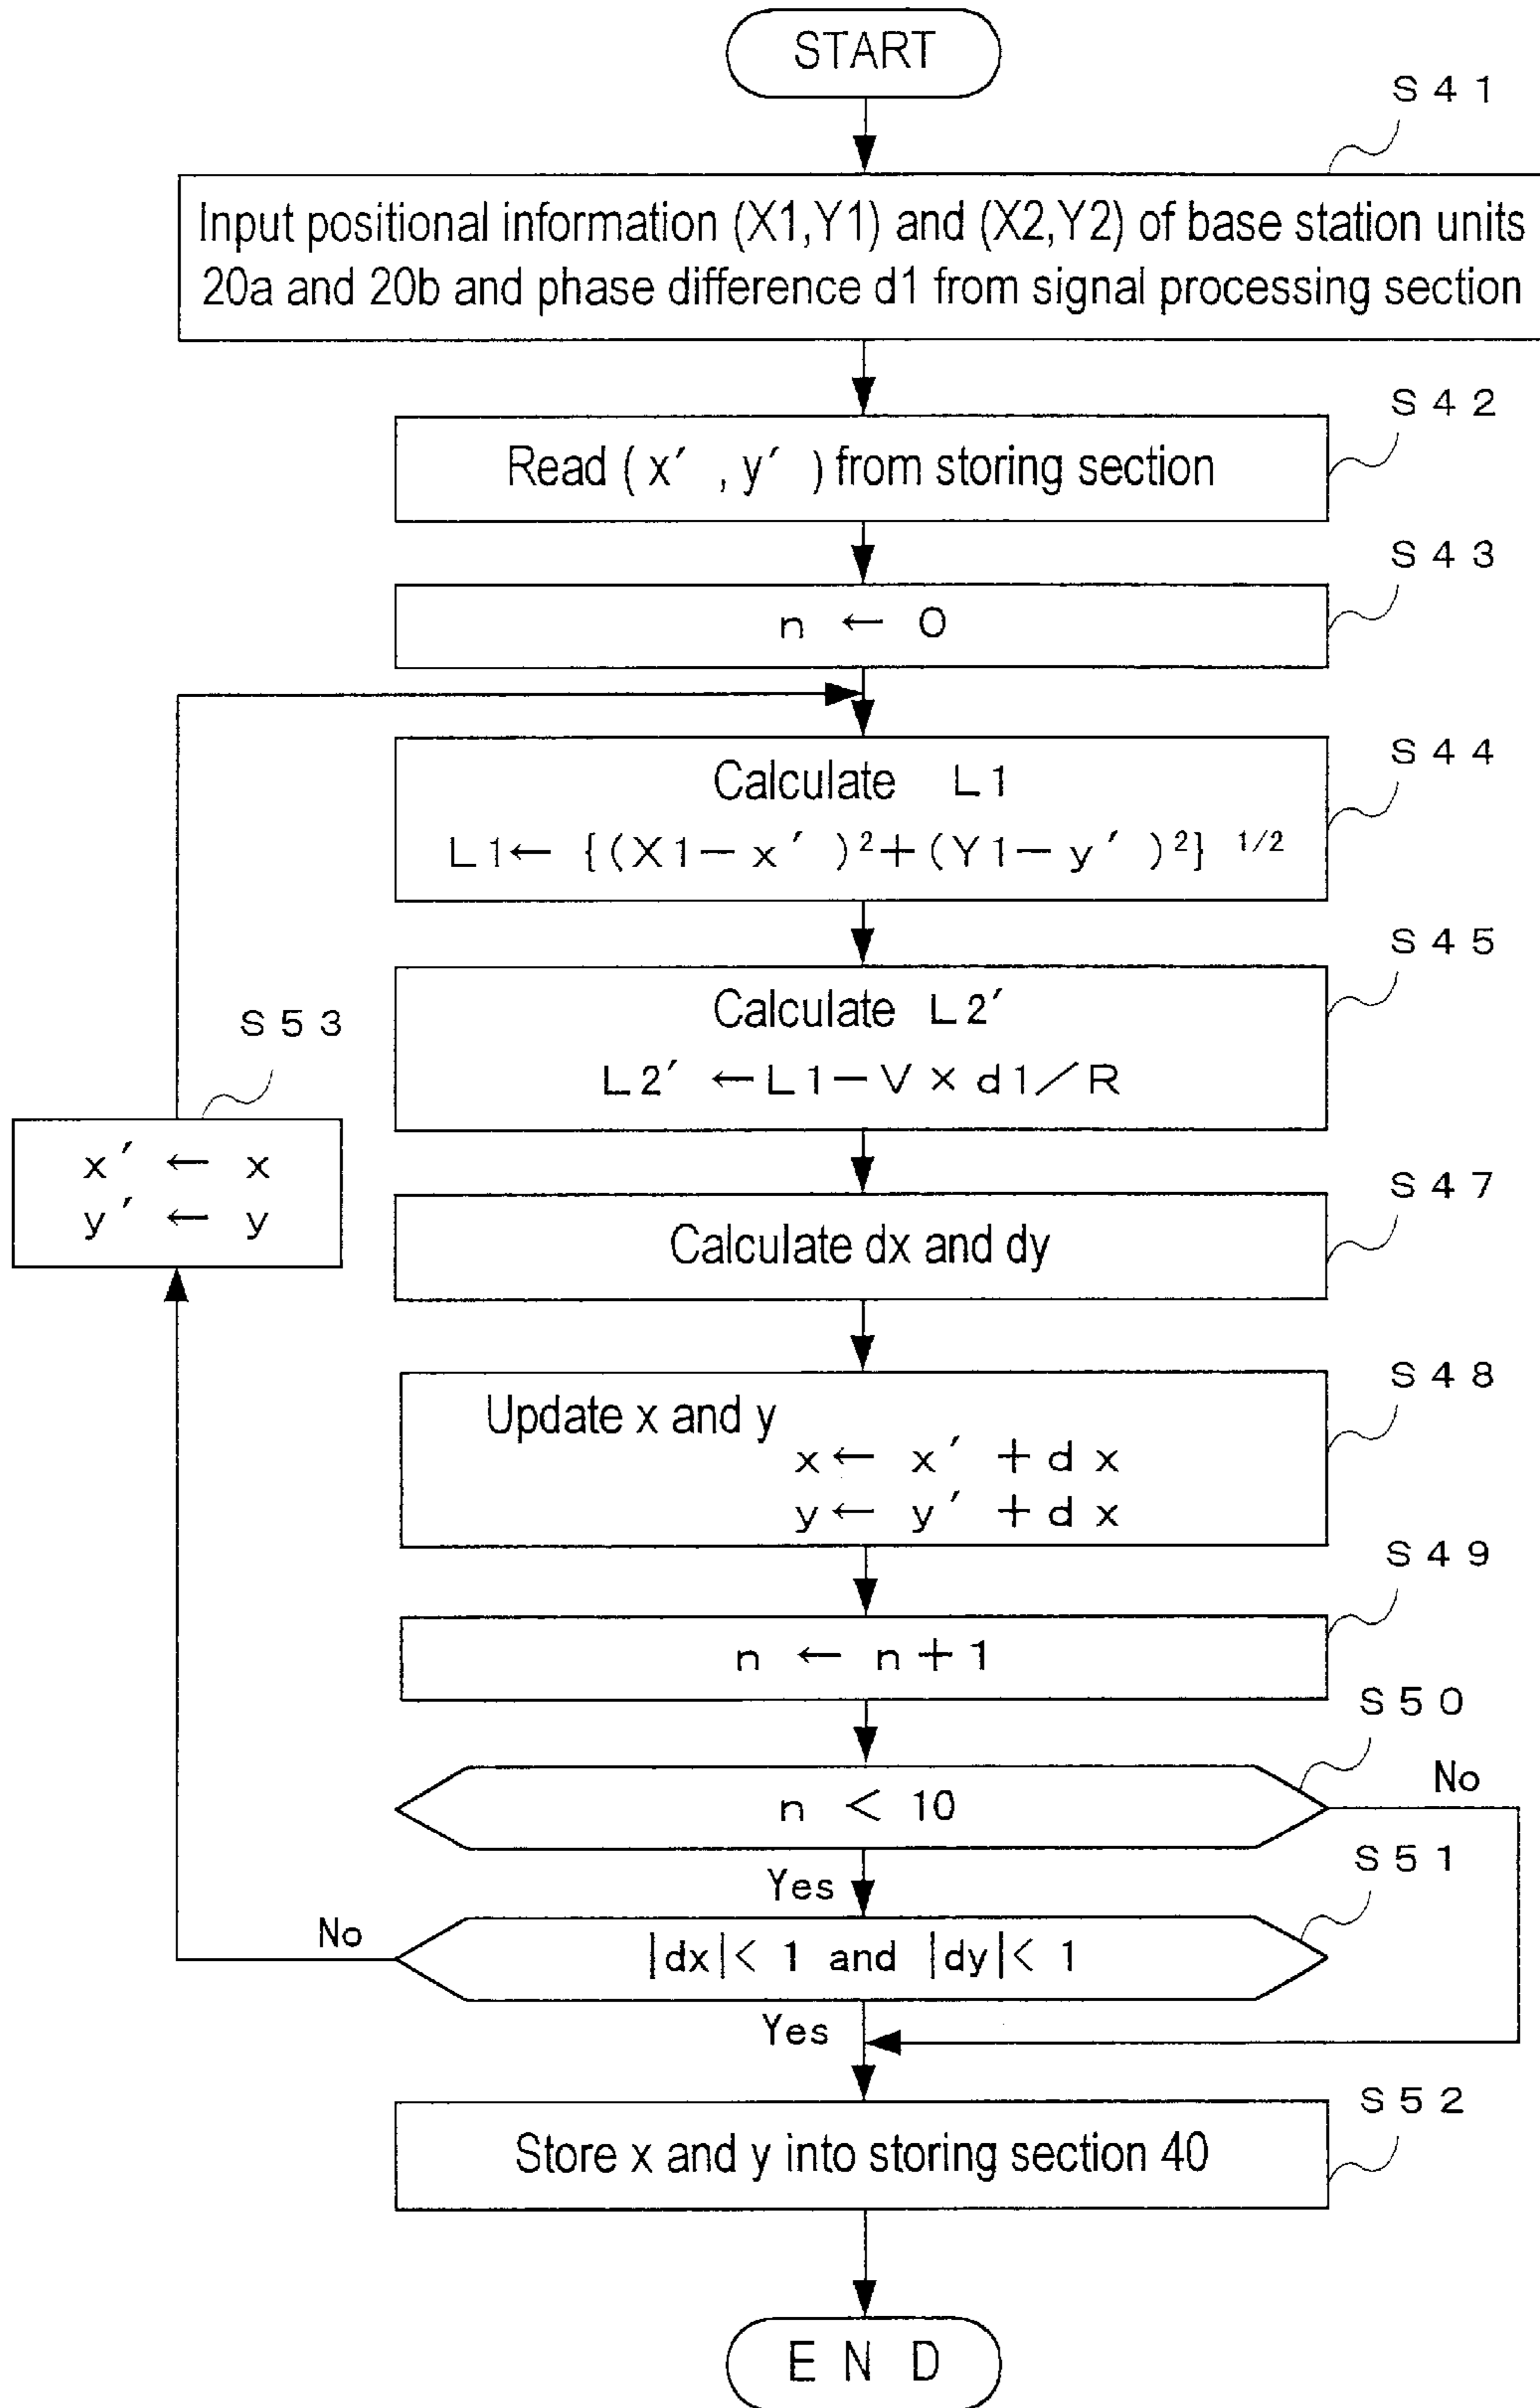 START
S41
Input positional information (X1,Y1) and (X2,Y2) of base station units
20a and 20b and phase difference d1 from signal processing section
S42
Read (x′ , y′ ) from storing section
S43
n ← 0
S44
Calculate L1
L1← {(X1−x′ )²+(Y1−y′ )²} ¹/²
S45
Calculate L2′
L2′ ←L1−V×d1/R
S53
x′ ← x
y′ ← y
S47
Calculate dx and dy
S48
Update x and y
x← x′ +dx
y← y′ +dx
S49
n ← n+1
S50
n < 10
No
Yes
S51
|dx|< 1 and |dy|< 1
No
Yes
S52
Store x and y into storing section 40
END